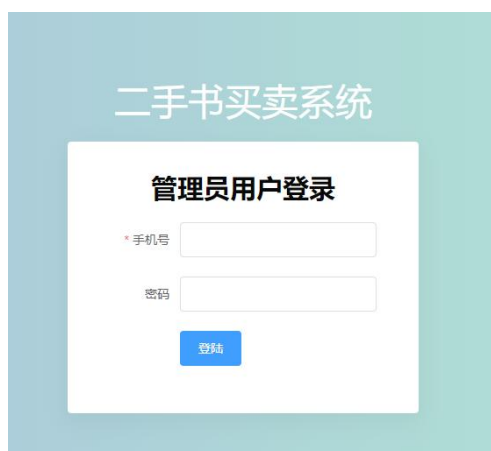 二手书买卖系统
管理员用户登录
* 手机号
密码
登陆